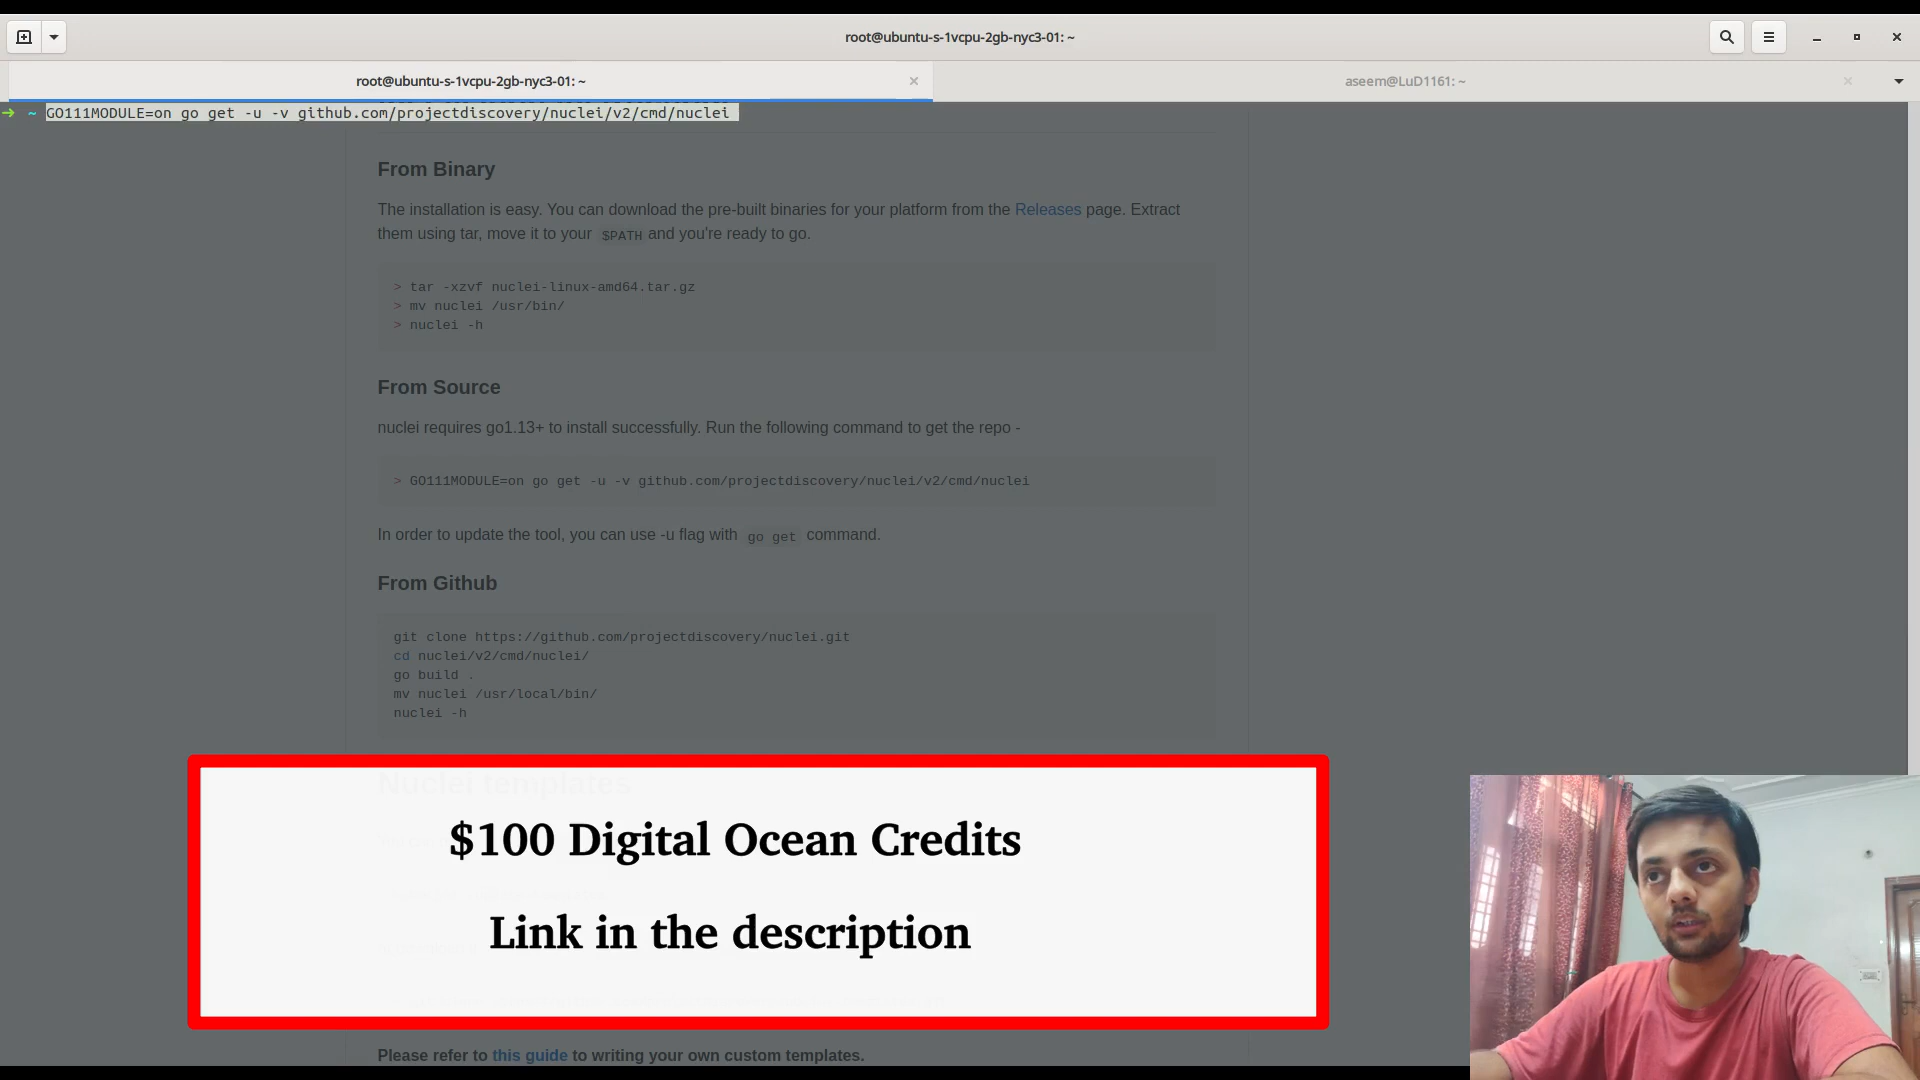 root@ubuntu-s-1vcpu-2gb-nyc3-01: ~
root@ubuntu-s-1vcpu-2gb-nyc3-01: ~
aseem@LuD1161: ~
➜ ~ GO111MODULE=on go get -u -v github.com/projectdiscovery/nuclei/v2/cmd/nuclei
From Binary
The installation is easy. You can download the pre-built binaries for your platform from the Releases page. Extract
them using tar, move it to your $PATH and you're ready to go.
> tar -xzvf nuclei-linux-amd64.tar.gz
> mv nuclei /usr/bin/
> nuclei -h
From Source
nuclei requires go1.13+ to install successfully. Run the following command to get the repo -
> GO111MODULE=on go get -u -v github.com/projectdiscovery/nuclei/v2/cmd/nuclei
In order to update the tool, you can use -u flag with go get command.
From Github
git clone https://github.com/projectdiscovery/nuclei.git
cd nuclei/v2/cmd/nuclei/
go build .
mv nuclei /usr/local/bin/
nuclei -h
Nuclei templates
$100 Digital Ocean Credits
Link in the description
Please refer to this guide to writing your own custom templates.